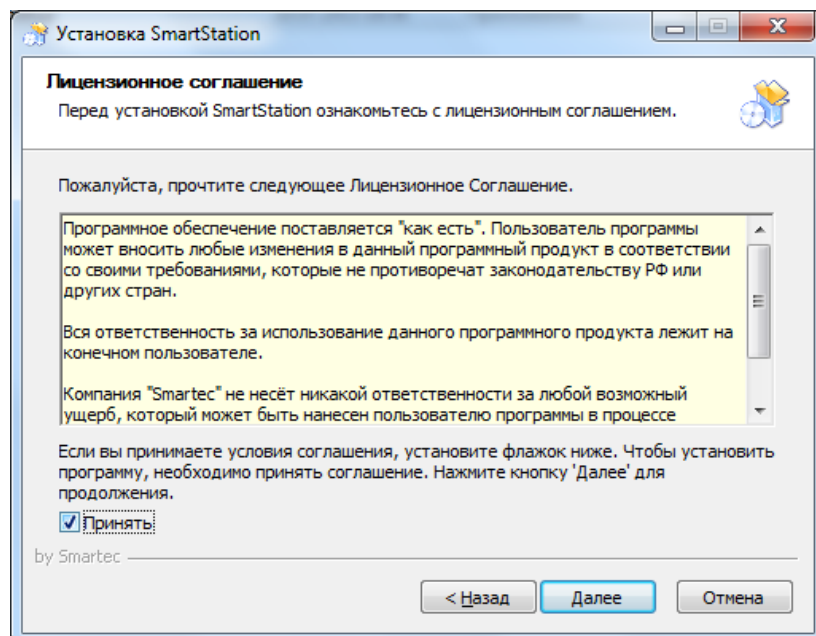 Установка SmartStation
Лицензионное соглашение
Перед установкой SmartStation ознакомьтесь с лицензионным соглашением.
Пожалуйста, прочтите следующее Лицензионное Соглашение.
Программное обеспечение поставляется "как есть". Пользователь программы
может вносить любые изменения в данный программный продукт в соответствии
со своими требованиями, которые не противоречат законодательству РФ или
других стран.
Вся ответственность за использование данного программного продукта лежит на
конечном пользователе.
Компания "Smartec" не несёт никакой ответственности за любой возможный
ущерб, который может быть нанесен пользователю программы в процессе
Если вы принимаете условия соглашения, установите флажок ниже. Чтобы установить
программу, необходимо принять соглашение. Нажмите кнопку 'Далее' для
продолжения.
Принять
by Smartec
< Назад
Далее
Отмена